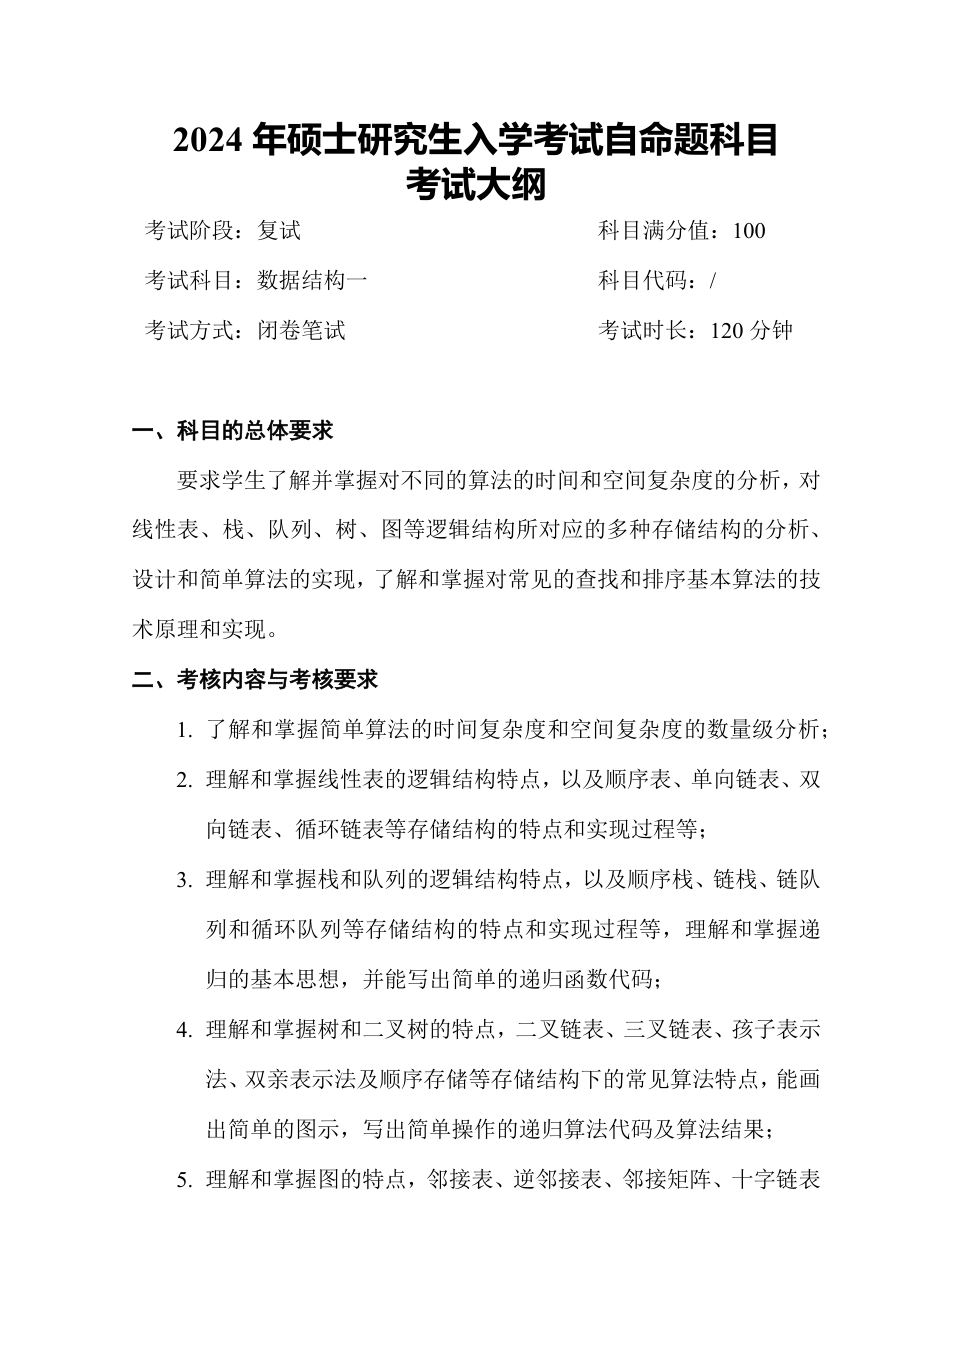 2024 年硕士研究生入学考试自命题科目
考试大纲
考试阶段：复试 科目满分值：100
考试科目：数据结构一 科目代码：/
考试方式：闭卷笔试 考试时长：120 分钟
一、科目的总体要求
要求学生了解并掌握对不同的算法的时间和空间复杂度的分析，对
线性表、栈、队列、树、图等逻辑结构所对应的多种存储结构的分析、
设计和简单算法的实现，了解和掌握对常见的查找和排序基本算法的技
术原理和实现。
二、考核内容与考核要求
1. 了解和掌握简单算法的时间复杂度和空间复杂度的数量级分析；
2. 理解和掌握线性表的逻辑结构特点，以及顺序表、单向链表、双
向链表、循环链表等存储结构的特点和实现过程等；
3. 理解和掌握栈和队列的逻辑结构特点，以及顺序栈、链栈、链队
列和循环队列等存储结构的特点和实现过程等，理解和掌握递
归的基本思想，并能写出简单的递归函数代码；
4. 理解和掌握树和二叉树的特点，二叉链表、三叉链表、孩子表示
法、双亲表示法及顺序存储等存储结构下的常见算法特点，能画
出简单的图示，写出简单操作的递归算法代码及算法结果；
5. 理解和掌握图的特点，邻接表、逆邻接表、邻接矩阵、十字链表